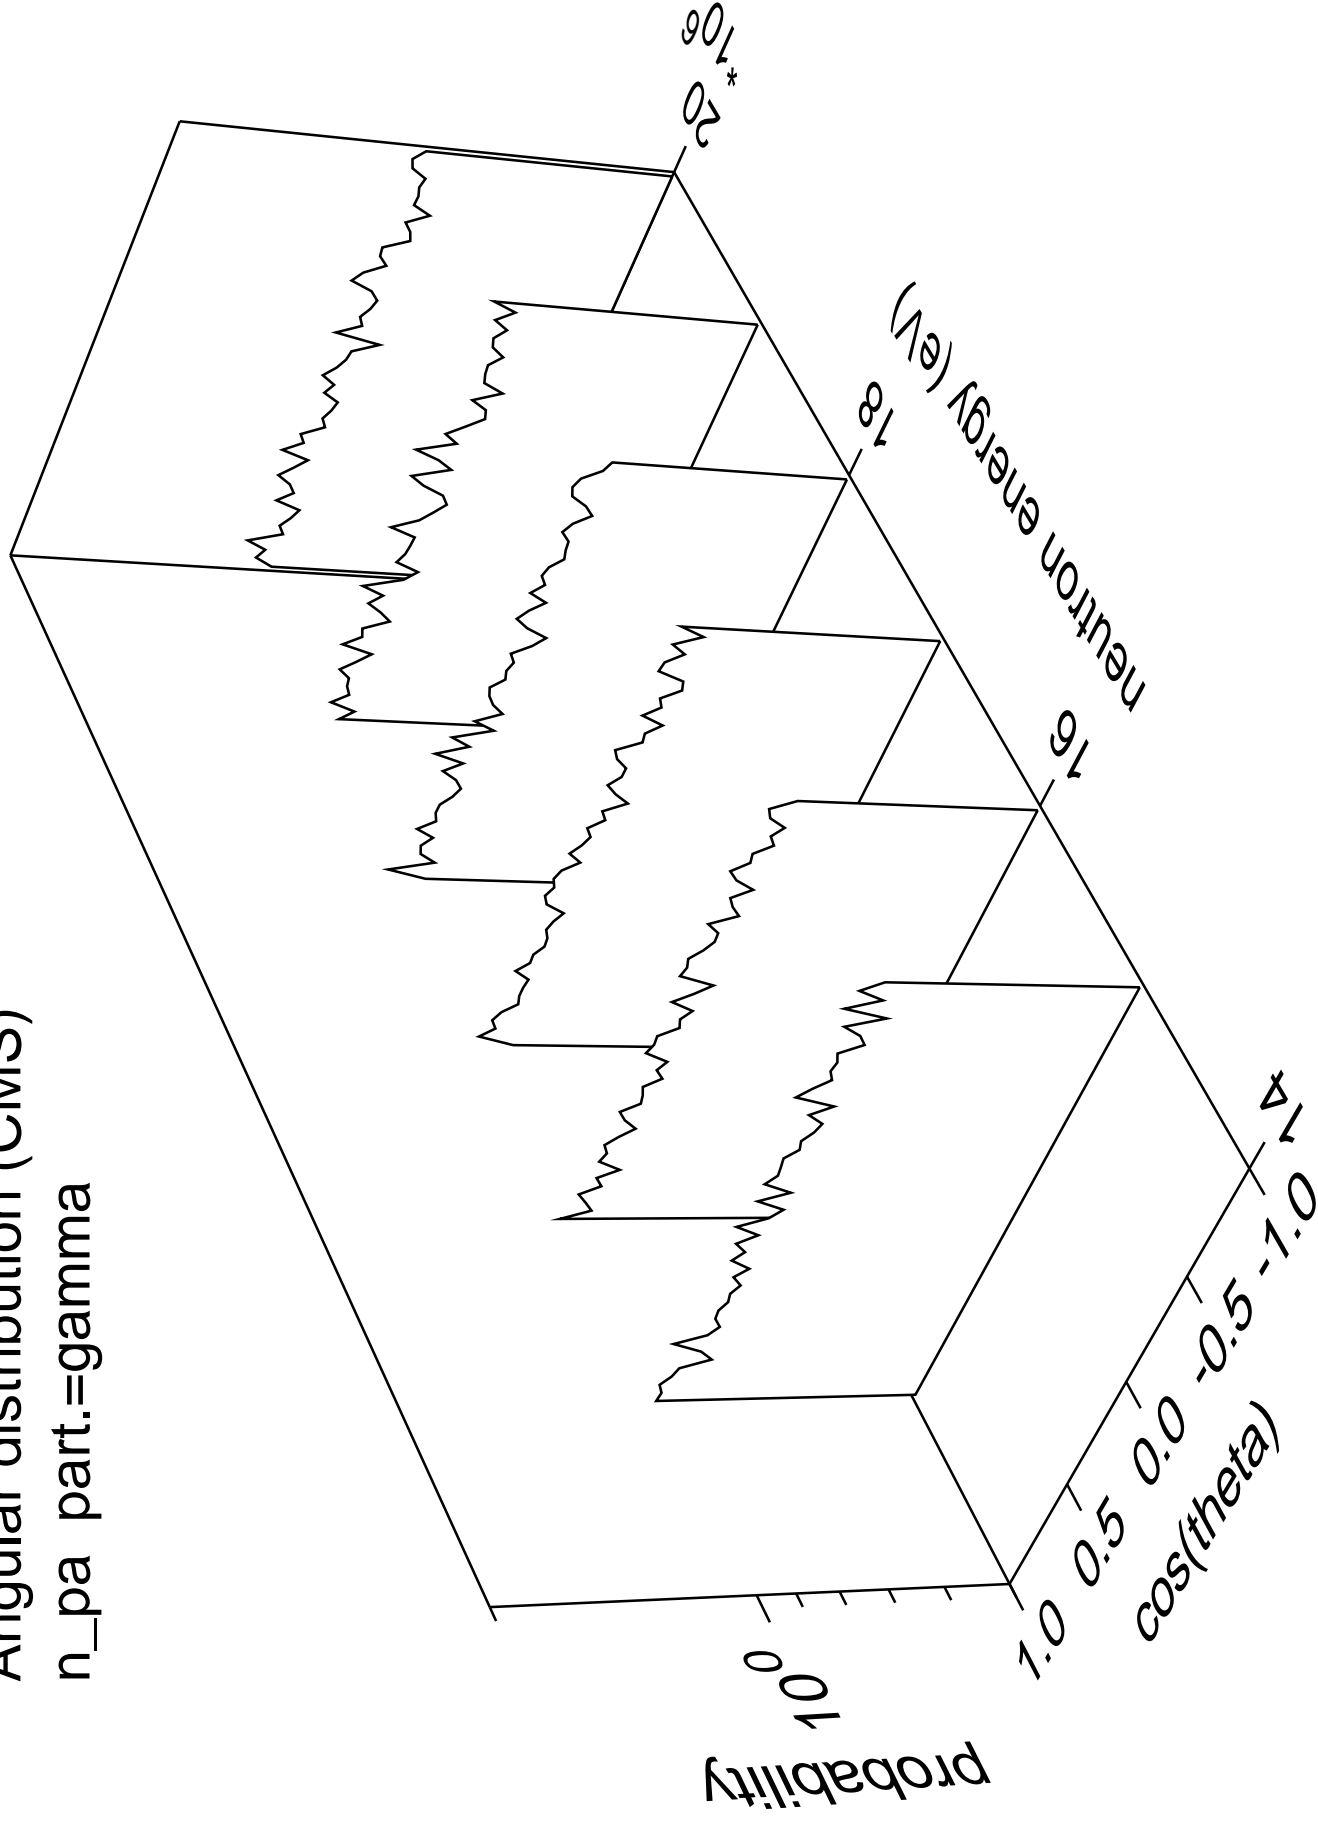 Angular distribution (CMS)
n_pa part.=gamma
probability
10
0
1.0
0.5
0.0
-0.5
-1.0
cos(theta)
14
16
18
20
*10
6
neutron energy (eV)